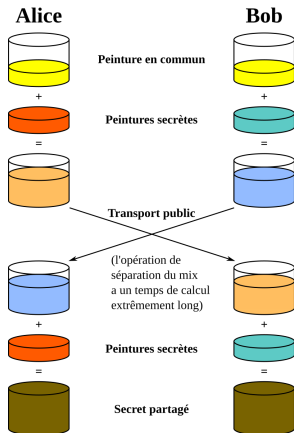 Alice Bob
Peinture en commun
+ +
Peintures secrètes
= =
Transport public
(l'opération de
séparation du mix
a un temps de calcul
extrêmement long)
+ +
Peintures secrètes
= =
Secret partagé